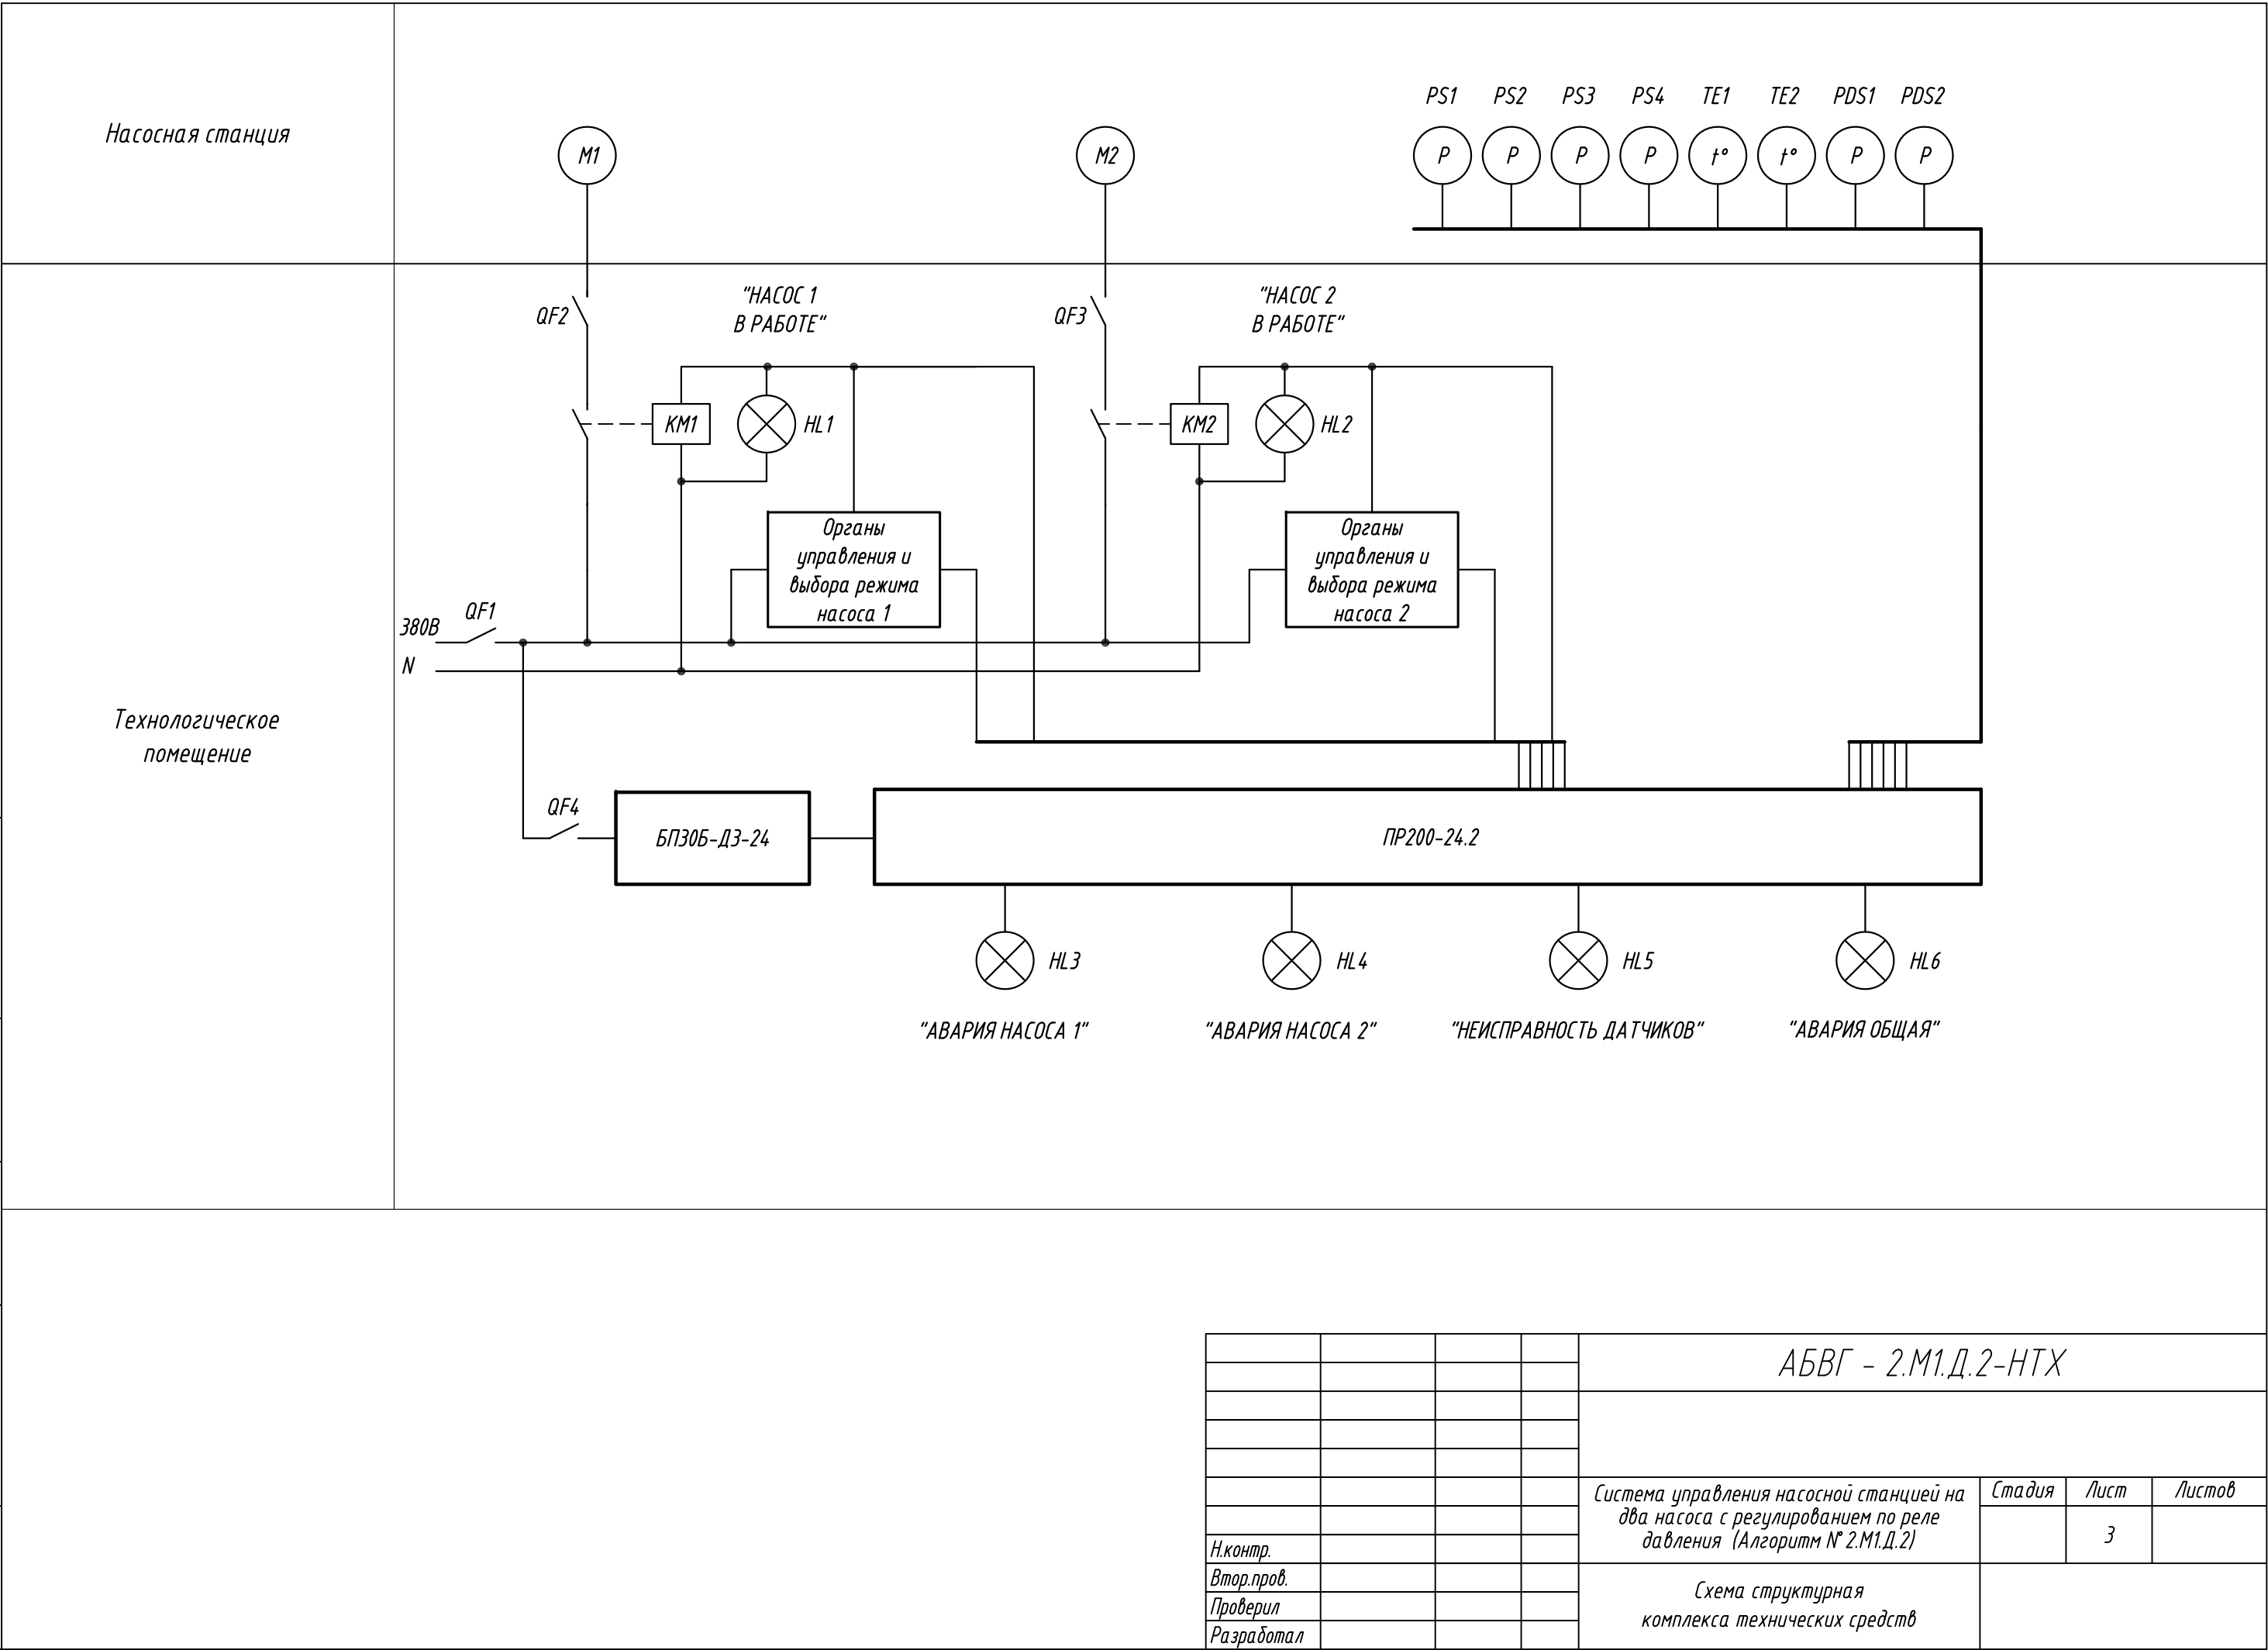 Насосная станция
М1
М2
PS1 PS2 PS3 PS4 TE1 TE2 PDS1 PDS2
P P P P t° t° P P
QF2
"НАСОС 1
В РАБОТЕ"
QF3
"НАСОС 2
В РАБОТЕ"
КМ1
HL1
КМ2
HL2
Органы
управления и
выбора режима
насоса 1
Органы
управления и
выбора режима
насоса 2
380В
QF1
N
Технологическое
помещение
QF4
БП30Б-Д3-24
ПР200-24.2
HL3
HL4
HL5
HL6
"АВАРИЯ НАСОСА 1"
"АВАРИЯ НАСОСА 2"
"НЕИСПРАВНОСТЬ ДАТЧИКОВ"
"АВАРИЯ ОБЩАЯ"
АБВГ - 2.М1.Д.2-НТХ
Система управления насосной станцией на
два насоса с регулированием по реле
давления (Алгоритм № 2.М1.Д.2)
Стадия Лист Листов
3
Н.контр.
Втор.пров.
Проверил
Разработал
Схема структурная
комплекса технических средств